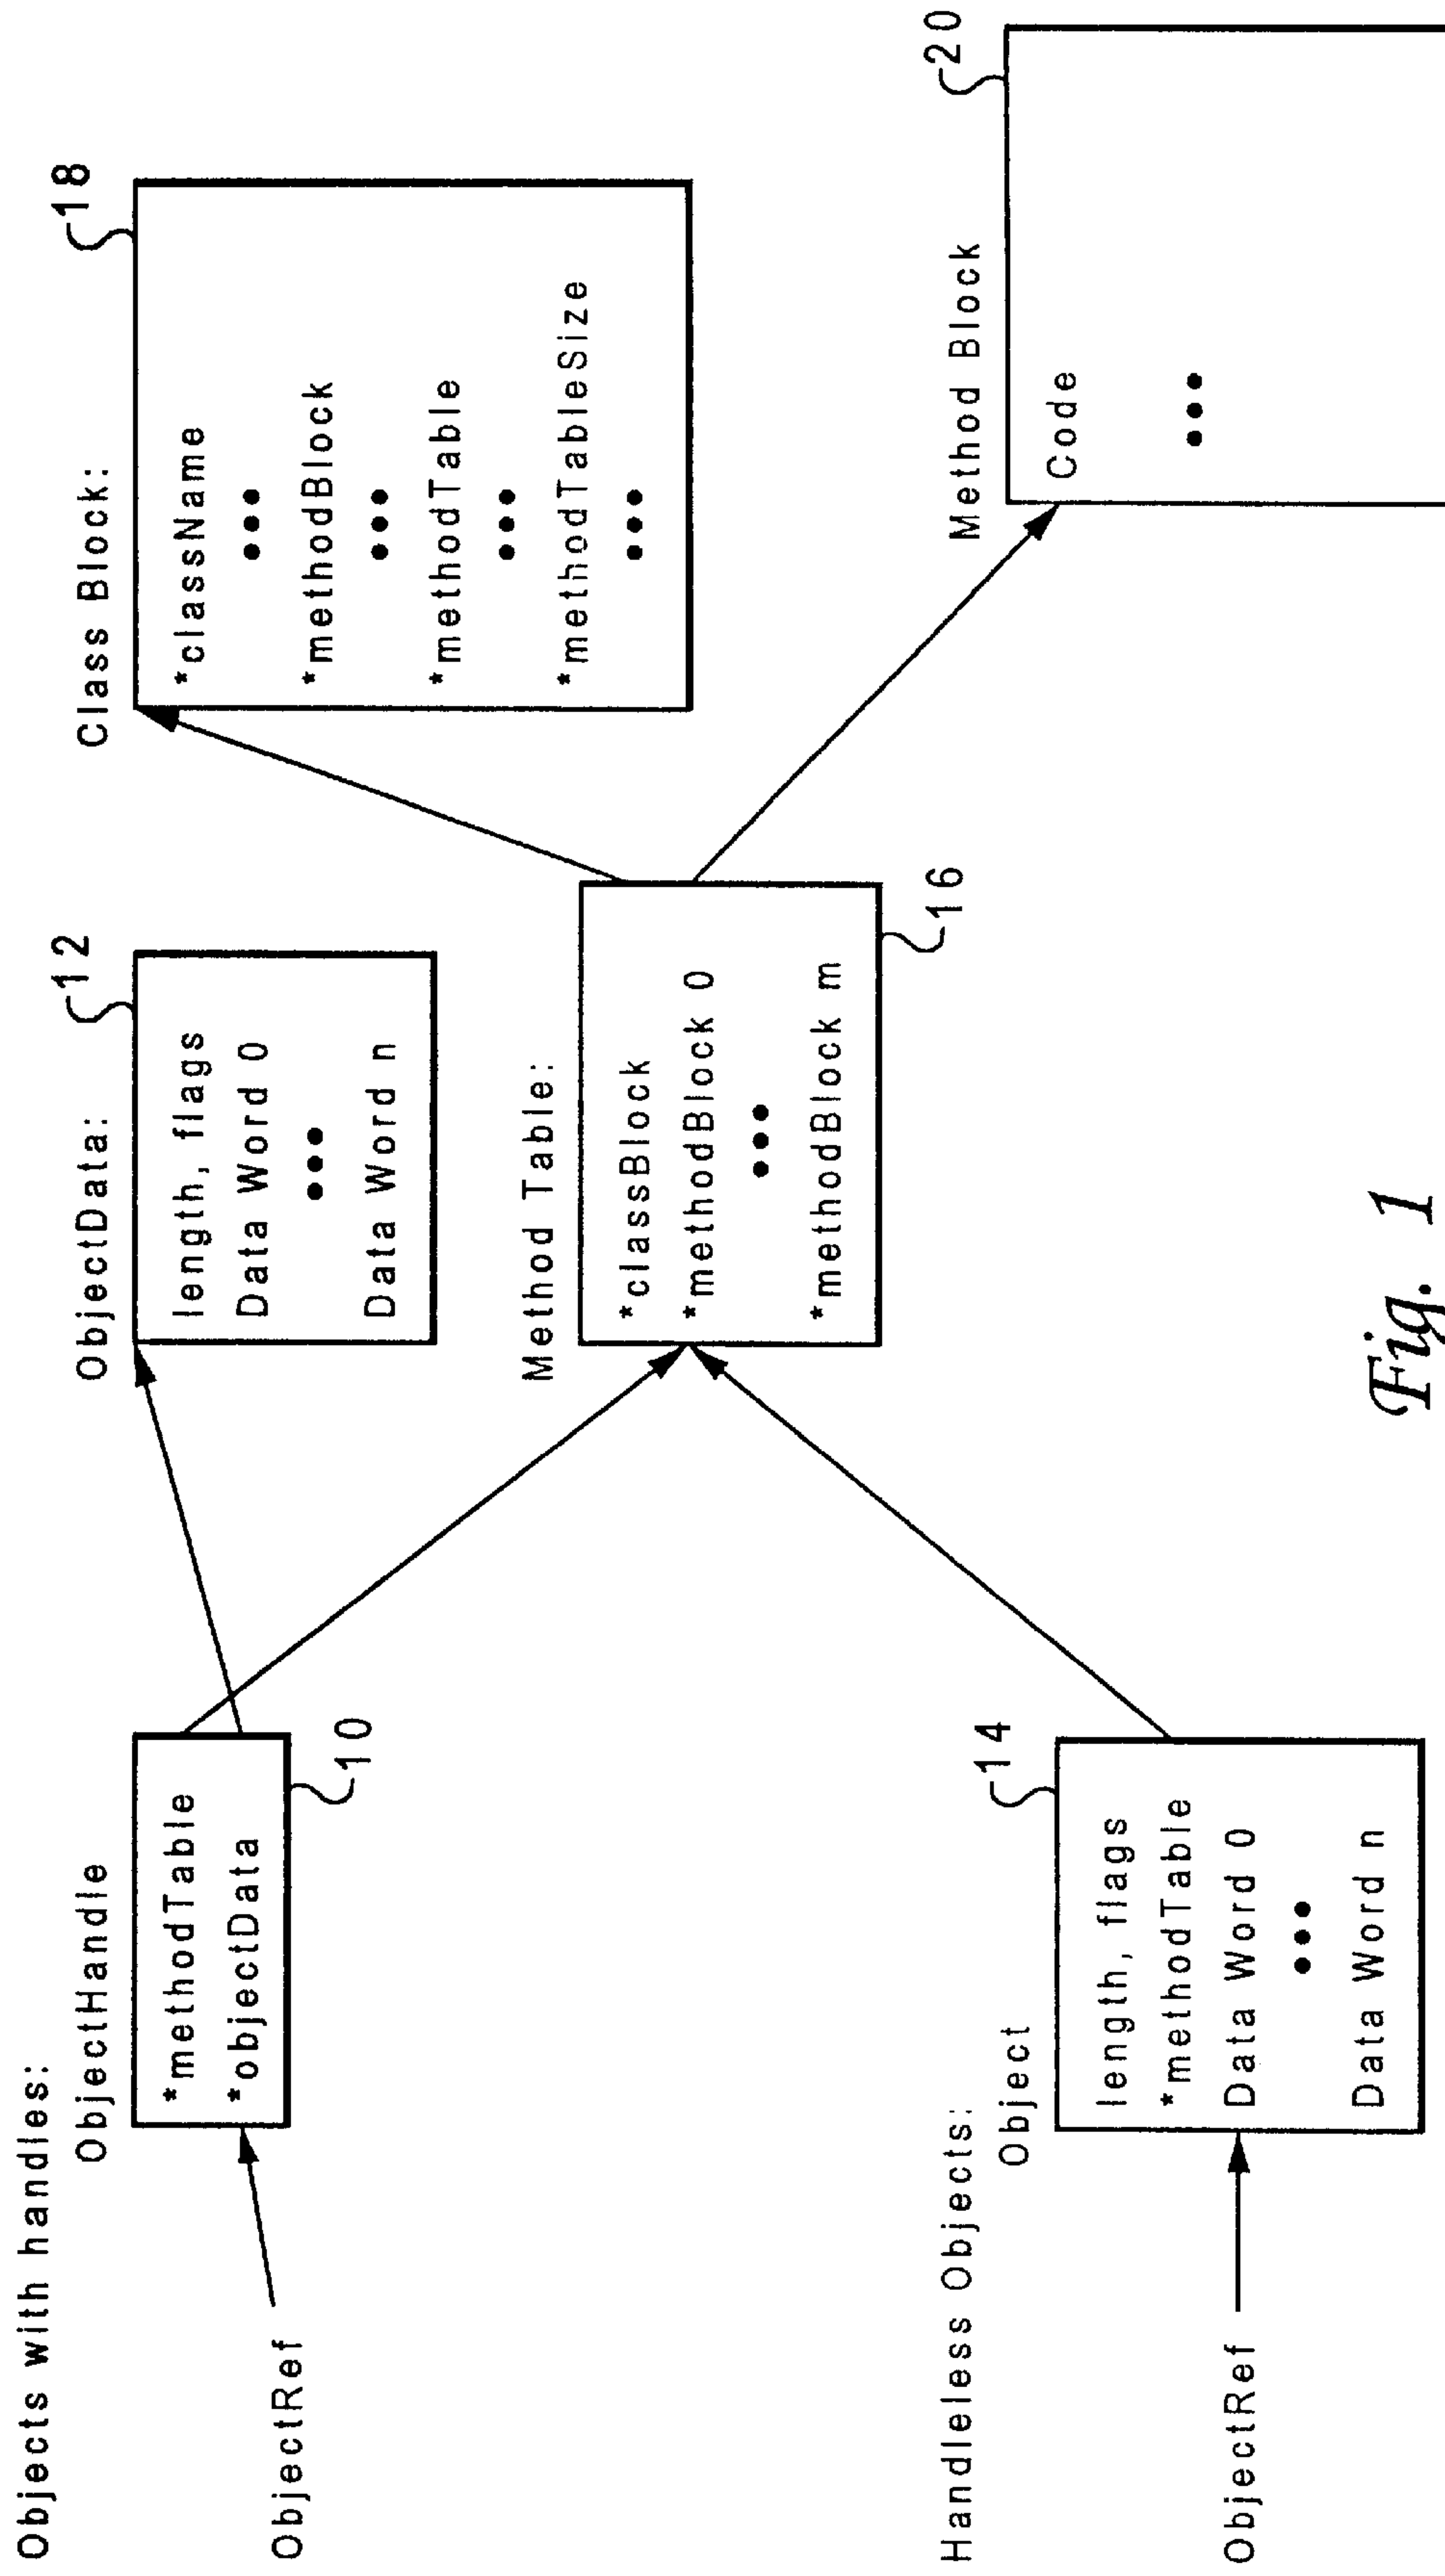 Objects with handles:
ObjectHandle
*methodTable
*objectData
10
ObjectRef
ObjectData:
12
length, flags
Data Word 0
•••
Data Word n
Class Block:
18
*className
•••
*methodBlock
•••
*methodTable
•••
*methodTableSize
•••
Method Table:
*classBlock
*methodBlock 0
•••
*methodBlock m
16
Handleless Objects:
Object
14
length, flags
*methodTable
Data Word 0
•••
Data Word n
ObjectRef
Method Block
20
Code
•••
Fig. 1